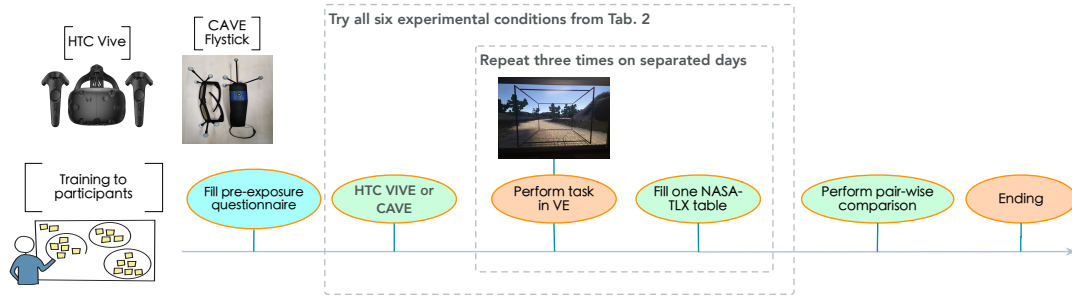 HTC Vive
CAVE
Flystick
Try all six experimental conditions from Tab. 2
Repeat three times on separated days
Training to
participants
Fill pre-exposure
questionnaire
HTC VIVE or
CAVE
Perform task
in VE
Fill one NASA-
TLX table
Perform pair-wise
comparison
Ending